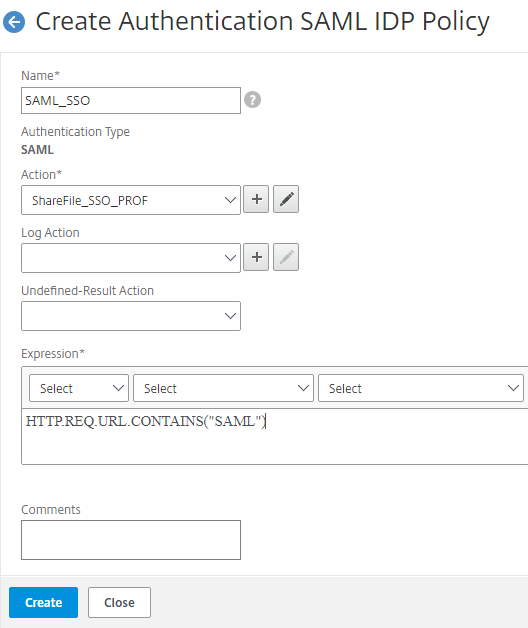 Create Authentication SAML IDP Policy
Name*
SAML_SSO
?
Authentication Type
SAML
Action*
ShareFile_SSO_PROF
+
Log Action
+
Undefined-Result Action
Expression*
Select Select Select
HTTP.REQ.URL.CONTAINS("SAML")
Comments
Create Close